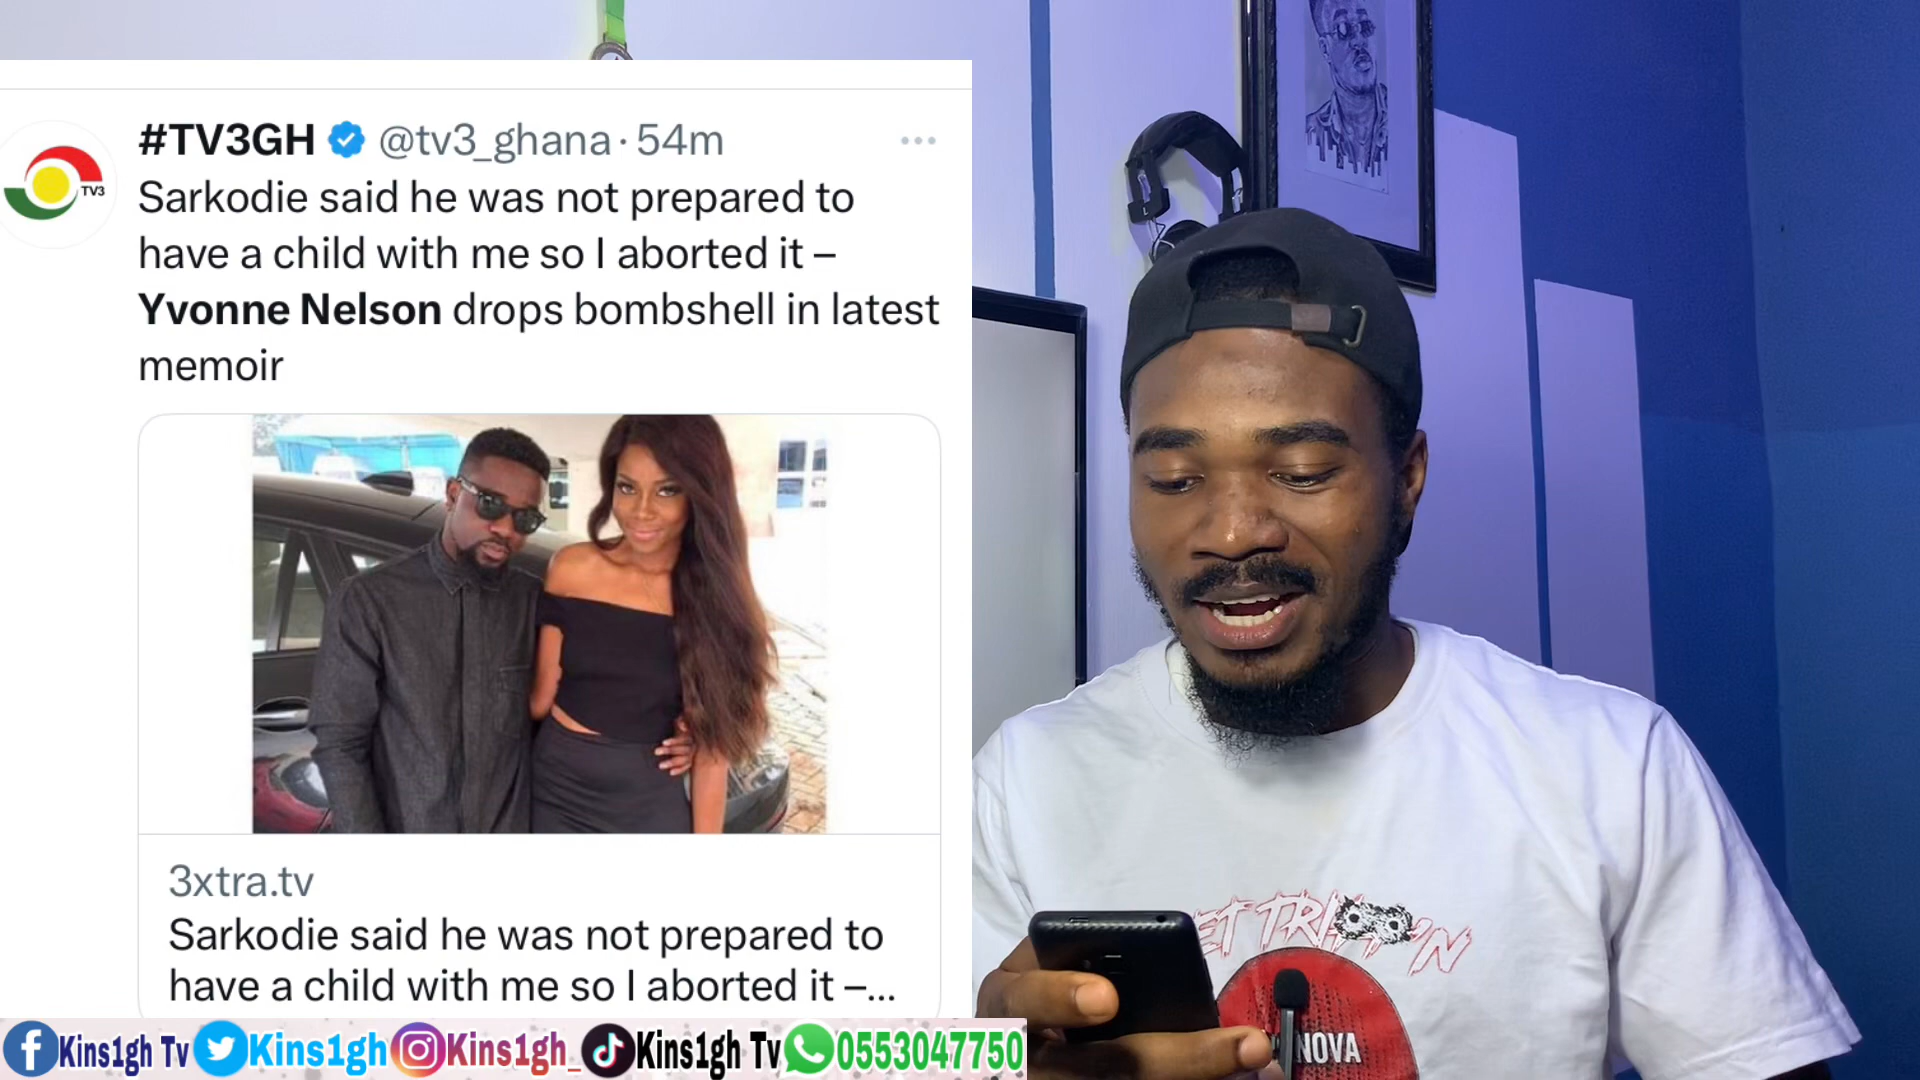 #TV3GH @tv3_ghana · 54m
TV3
Sarkodie said he was not prepared to
have a child with me so I aborted it –
Yvonne Nelson drops bombshell in latest
memoir
3xtra.tv
Sarkodie said he was not prepared to
have a child with me so I aborted it –...
NOVA
Kins1gh Tv Kins1gh Kins1gh_ Kins1gh Tv 0553047750